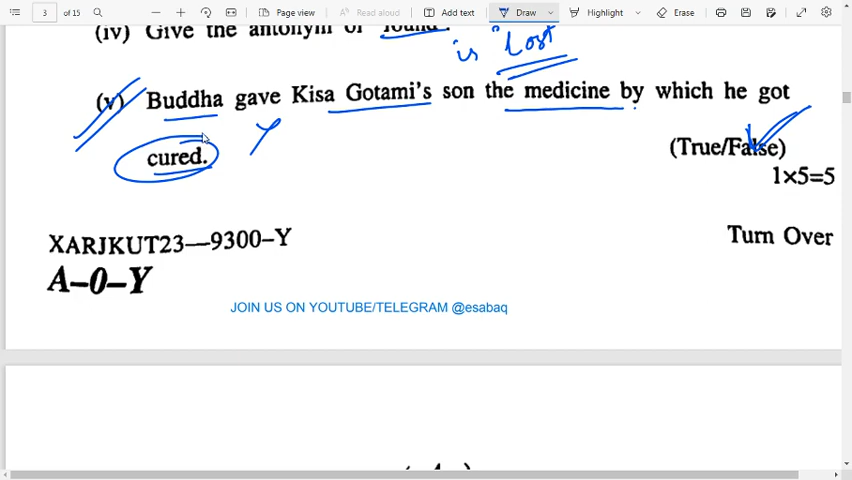 3 of 15 Page view Read aloud Add text Draw Highlight Erase Print
(iv) Give the antonym of 'found'.
is "Lost
(v) Buddha gave Kisa Gotami's son the medicine by which he got
cured.
(True/False)
1×5=5
XARJKUT23—9300–Y
Turn Over
A–0–Y
JOIN US ON YOUTUBE/TELEGRAM @esabaq